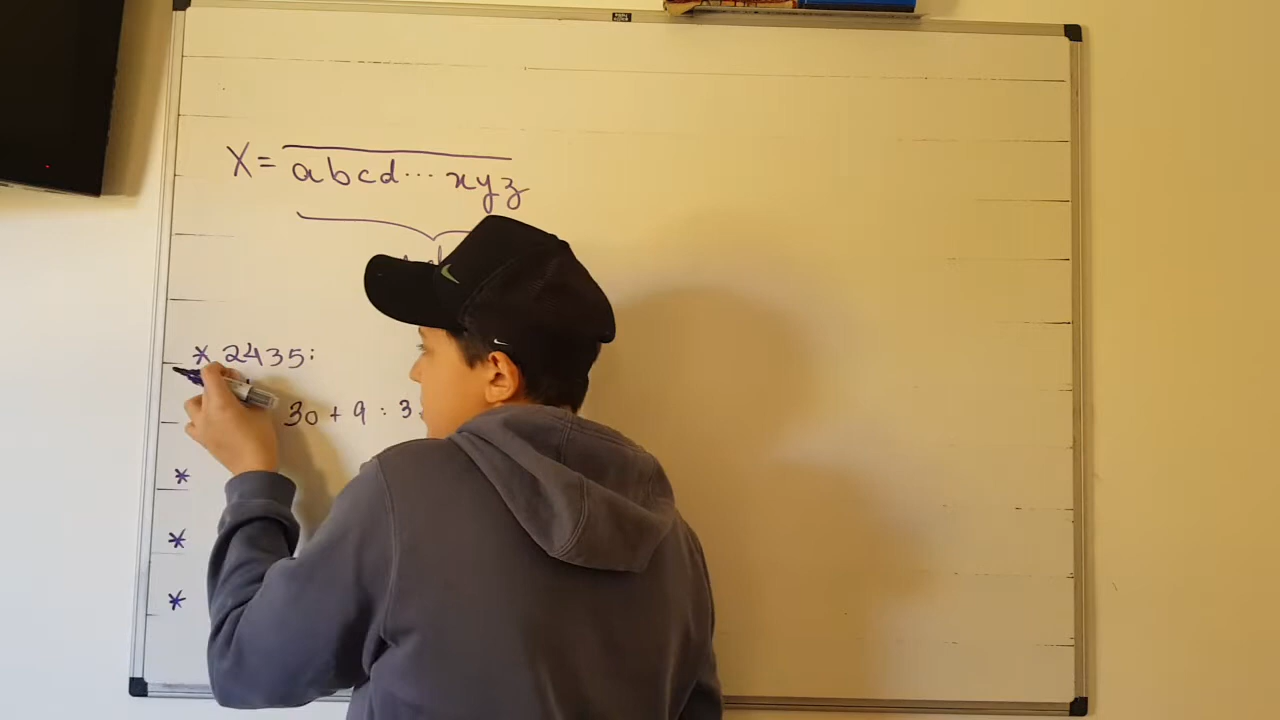 X = abcd... xyz
* 2435:
30 + 9 : 3
*
*
*